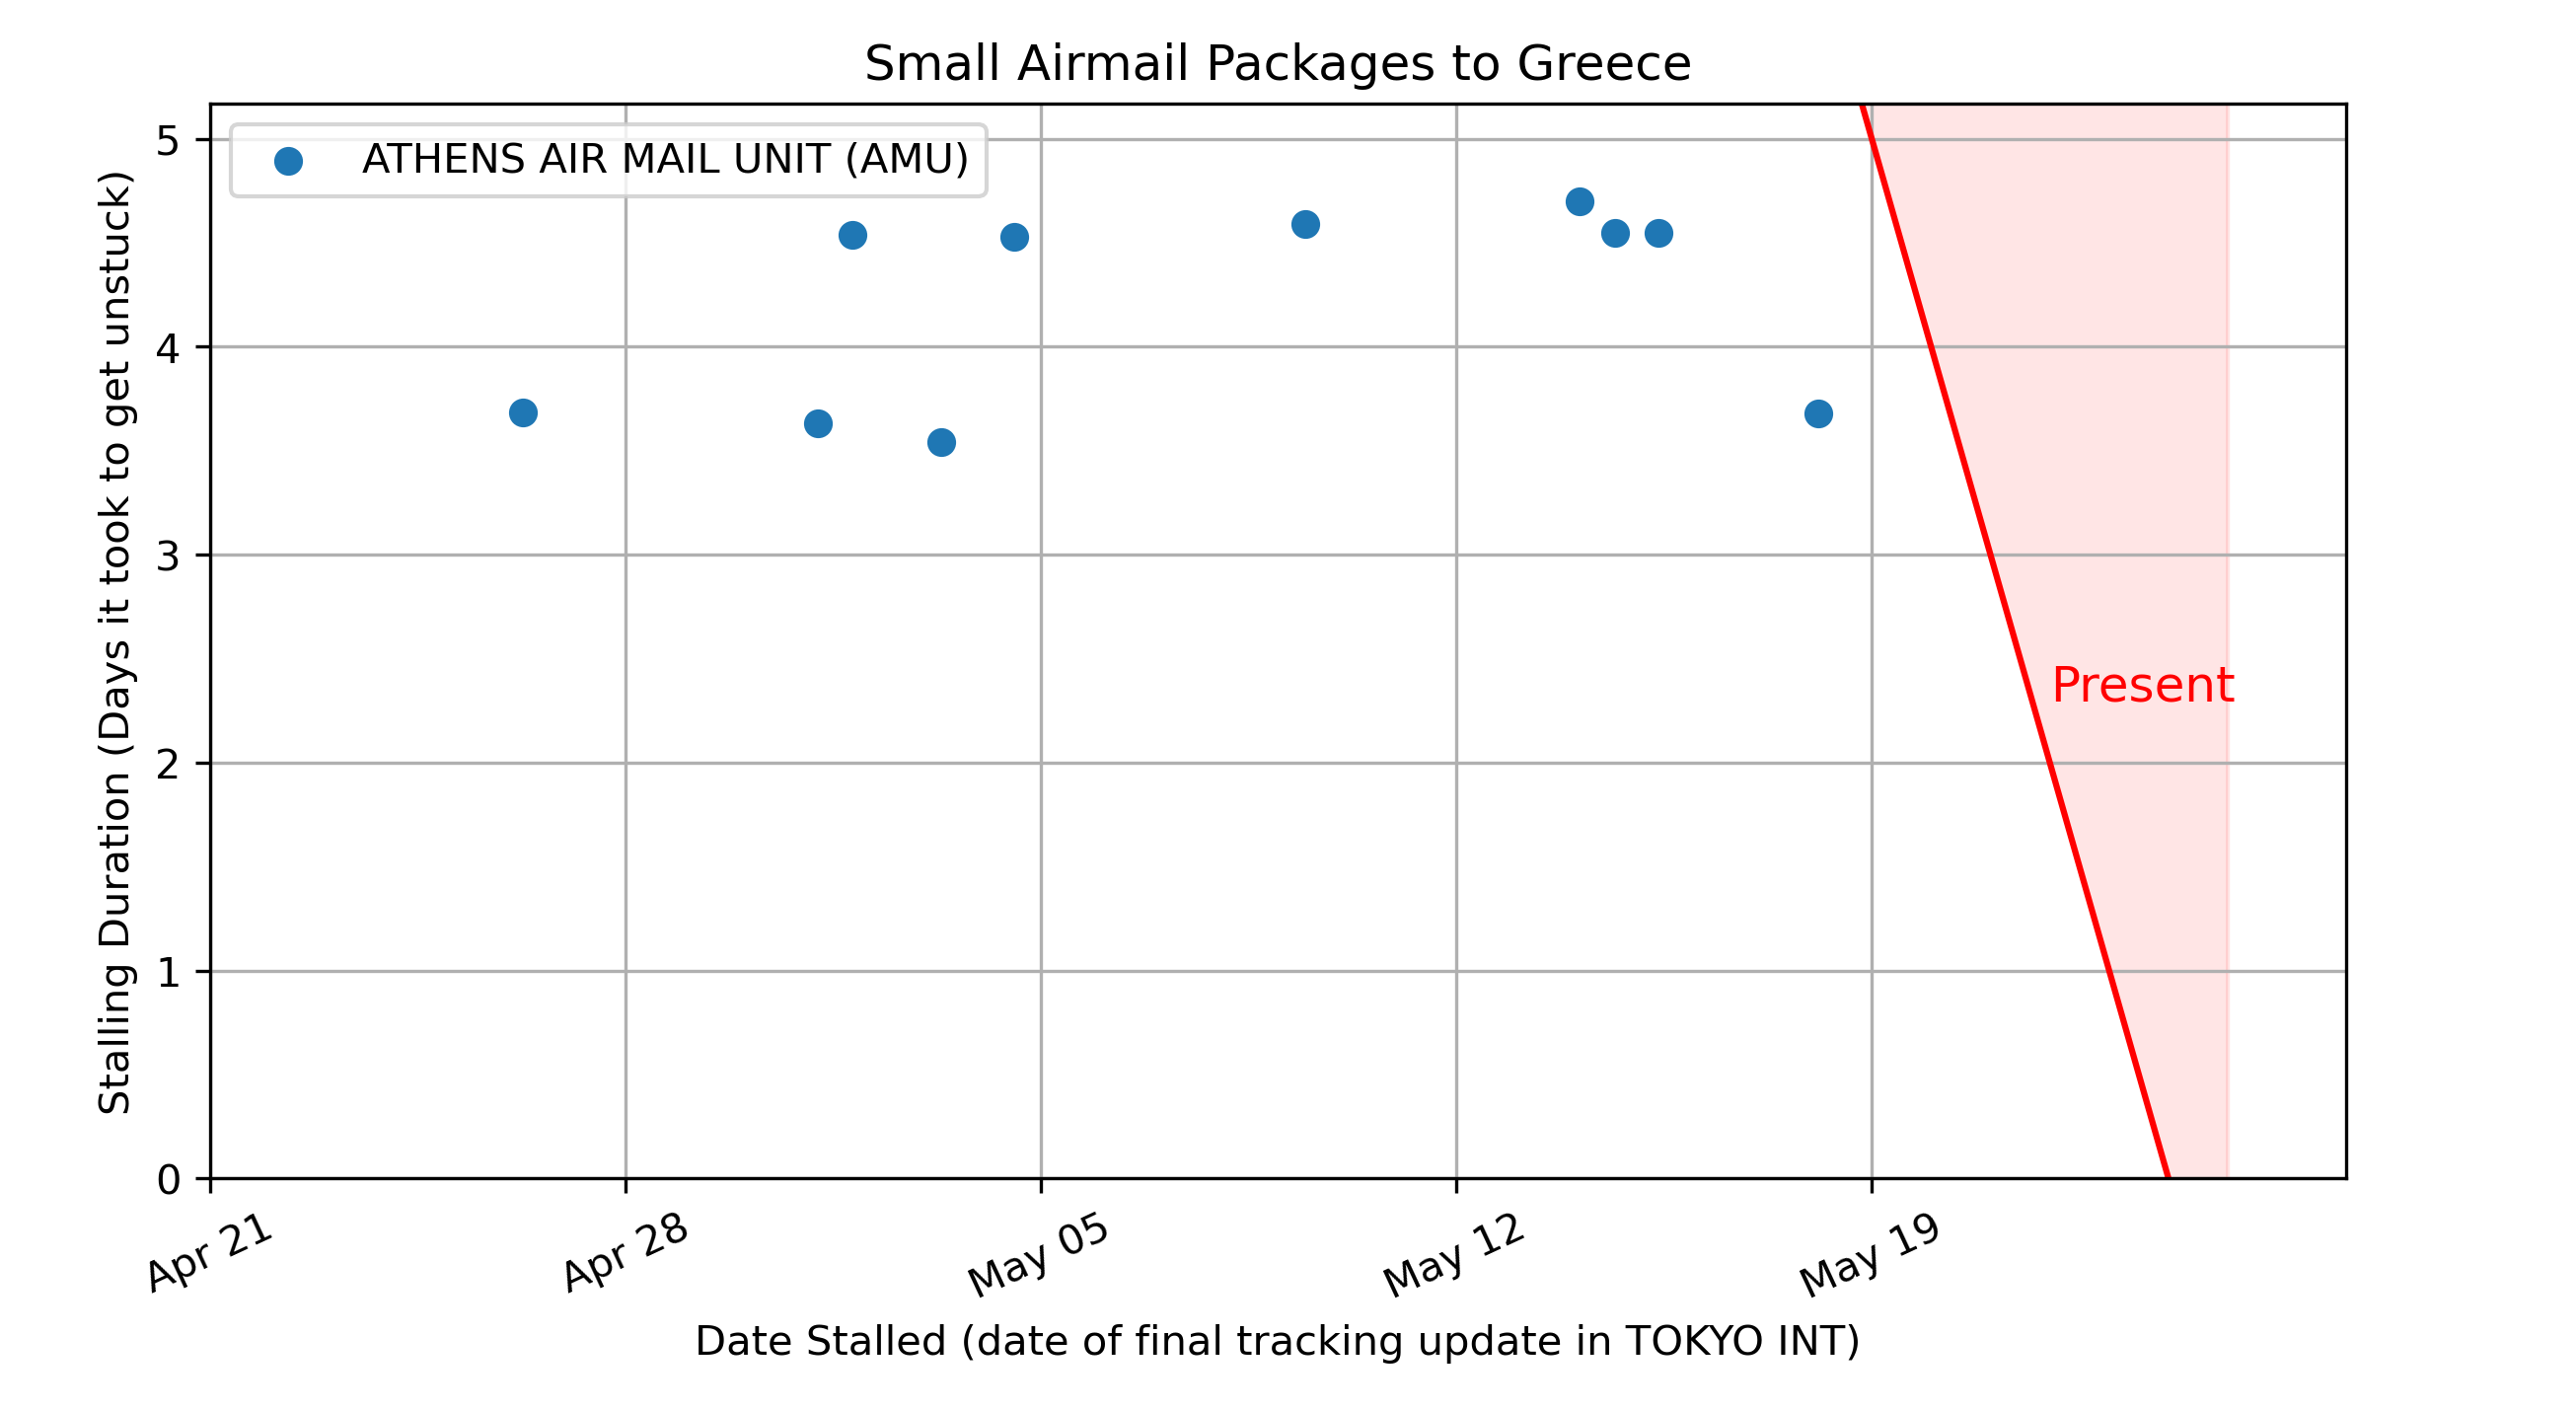 Small Airmail Packages to Greece
ATHENS AIR MAIL UNIT (AMU)
Stalling Duration (Days it took to get unstuck)
5
4
3
2
1
0
Present
Apr 21
Apr 28
May 05
May 12
May 19
Date Stalled (date of final tracking update in TOKYO INT)